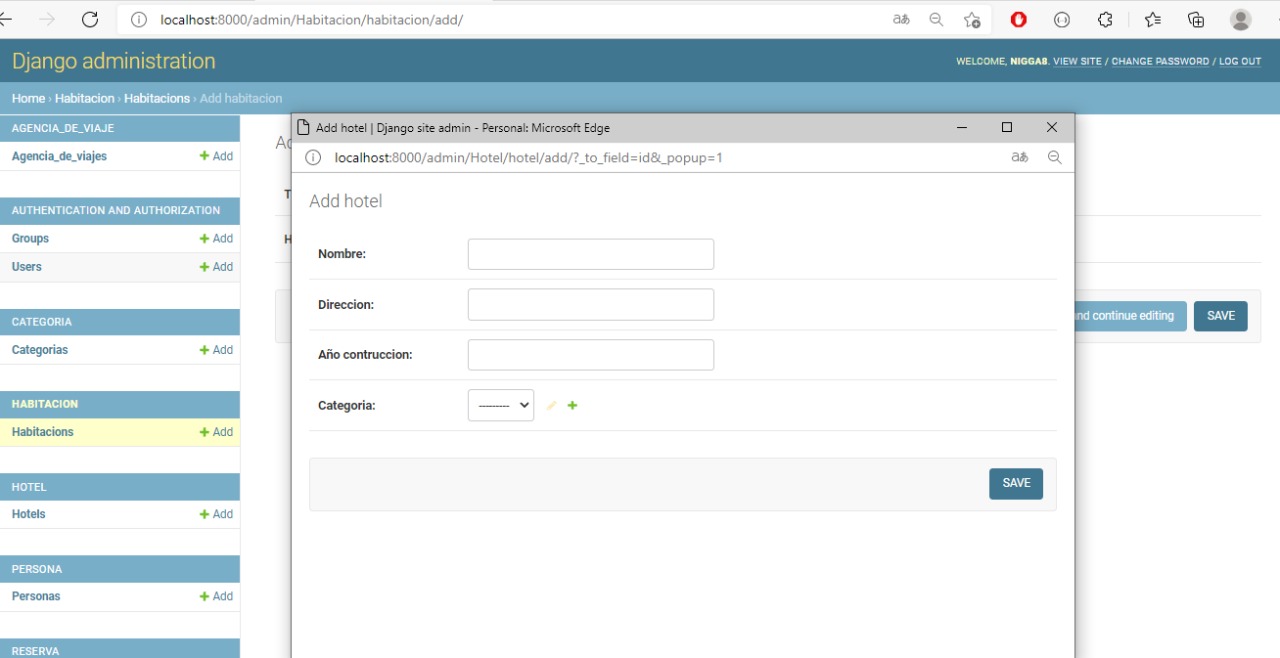 localhost:8000/admin/Habitacion/habitacion/add/
Django administration
WELCOME, NIGGA8. VIEW SITE / CHANGE PASSWORD / LOG OUT
Home › Habitacion › Habitacions › Add habitacion
AGENCIA_DE_VIAJE
Agencia_de_viajes + Add
AUTHENTICATION AND AUTHORIZATION
Groups + Add
Users + Add
CATEGORIA
Categorias + Add
HABITACION
Habitacions + Add
HOTEL
Hotels + Add
PERSONA
Personas + Add
RESERVA
and continue editing
SAVE
Add hotel | Django site admin - Personal: Microsoft Edge
localhost:8000/admin/Hotel/hotel/add/?_to_field=id&_popup=1
Add hotel
Nombre:
Direccion:
Año contruccion:
Categoria: ---------
SAVE